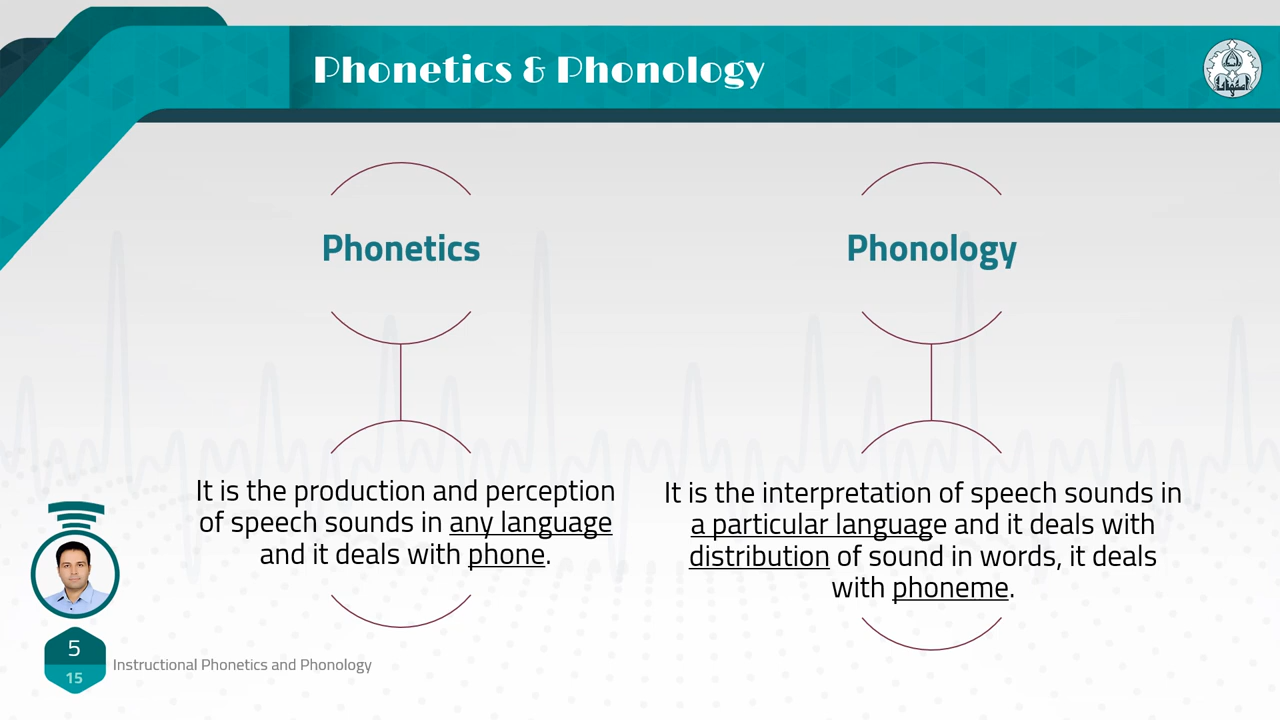 Phonetics & Phonology
اصفهان
Phonetics
It is the production and perception
of speech sounds in any language
and it deals with phone.
Phonology
It is the interpretation of speech sounds in
a particular language and it deals with
distribution of sound in words, it deals
with phoneme.
5
15
Instructional Phonetics and Phonology